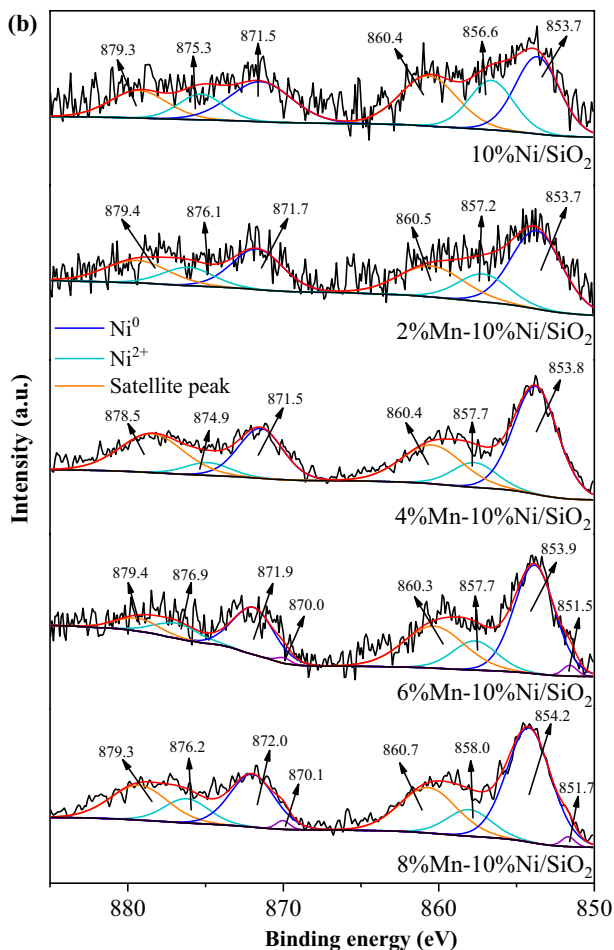 (b)
879.3 875.3 871.5 860.4 856.6 853.7
10%Ni/SiO₂
879.4 876.1 871.7 860.5 857.2 853.7
2%Mn-10%Ni/SiO₂
Ni⁰
Ni²⁺
Satellite peak
878.5 874.9 871.5 860.4 857.7 853.8
4%Mn-10%Ni/SiO₂
879.4 876.9 871.9 870.0 860.3 857.7 853.9 851.5
6%Mn-10%Ni/SiO₂
879.3 876.2 872.0 870.1 860.7 858.0 854.2 851.7
8%Mn-10%Ni/SiO₂
880 870 860 850
Binding energy (eV)
Intensity (a.u.)